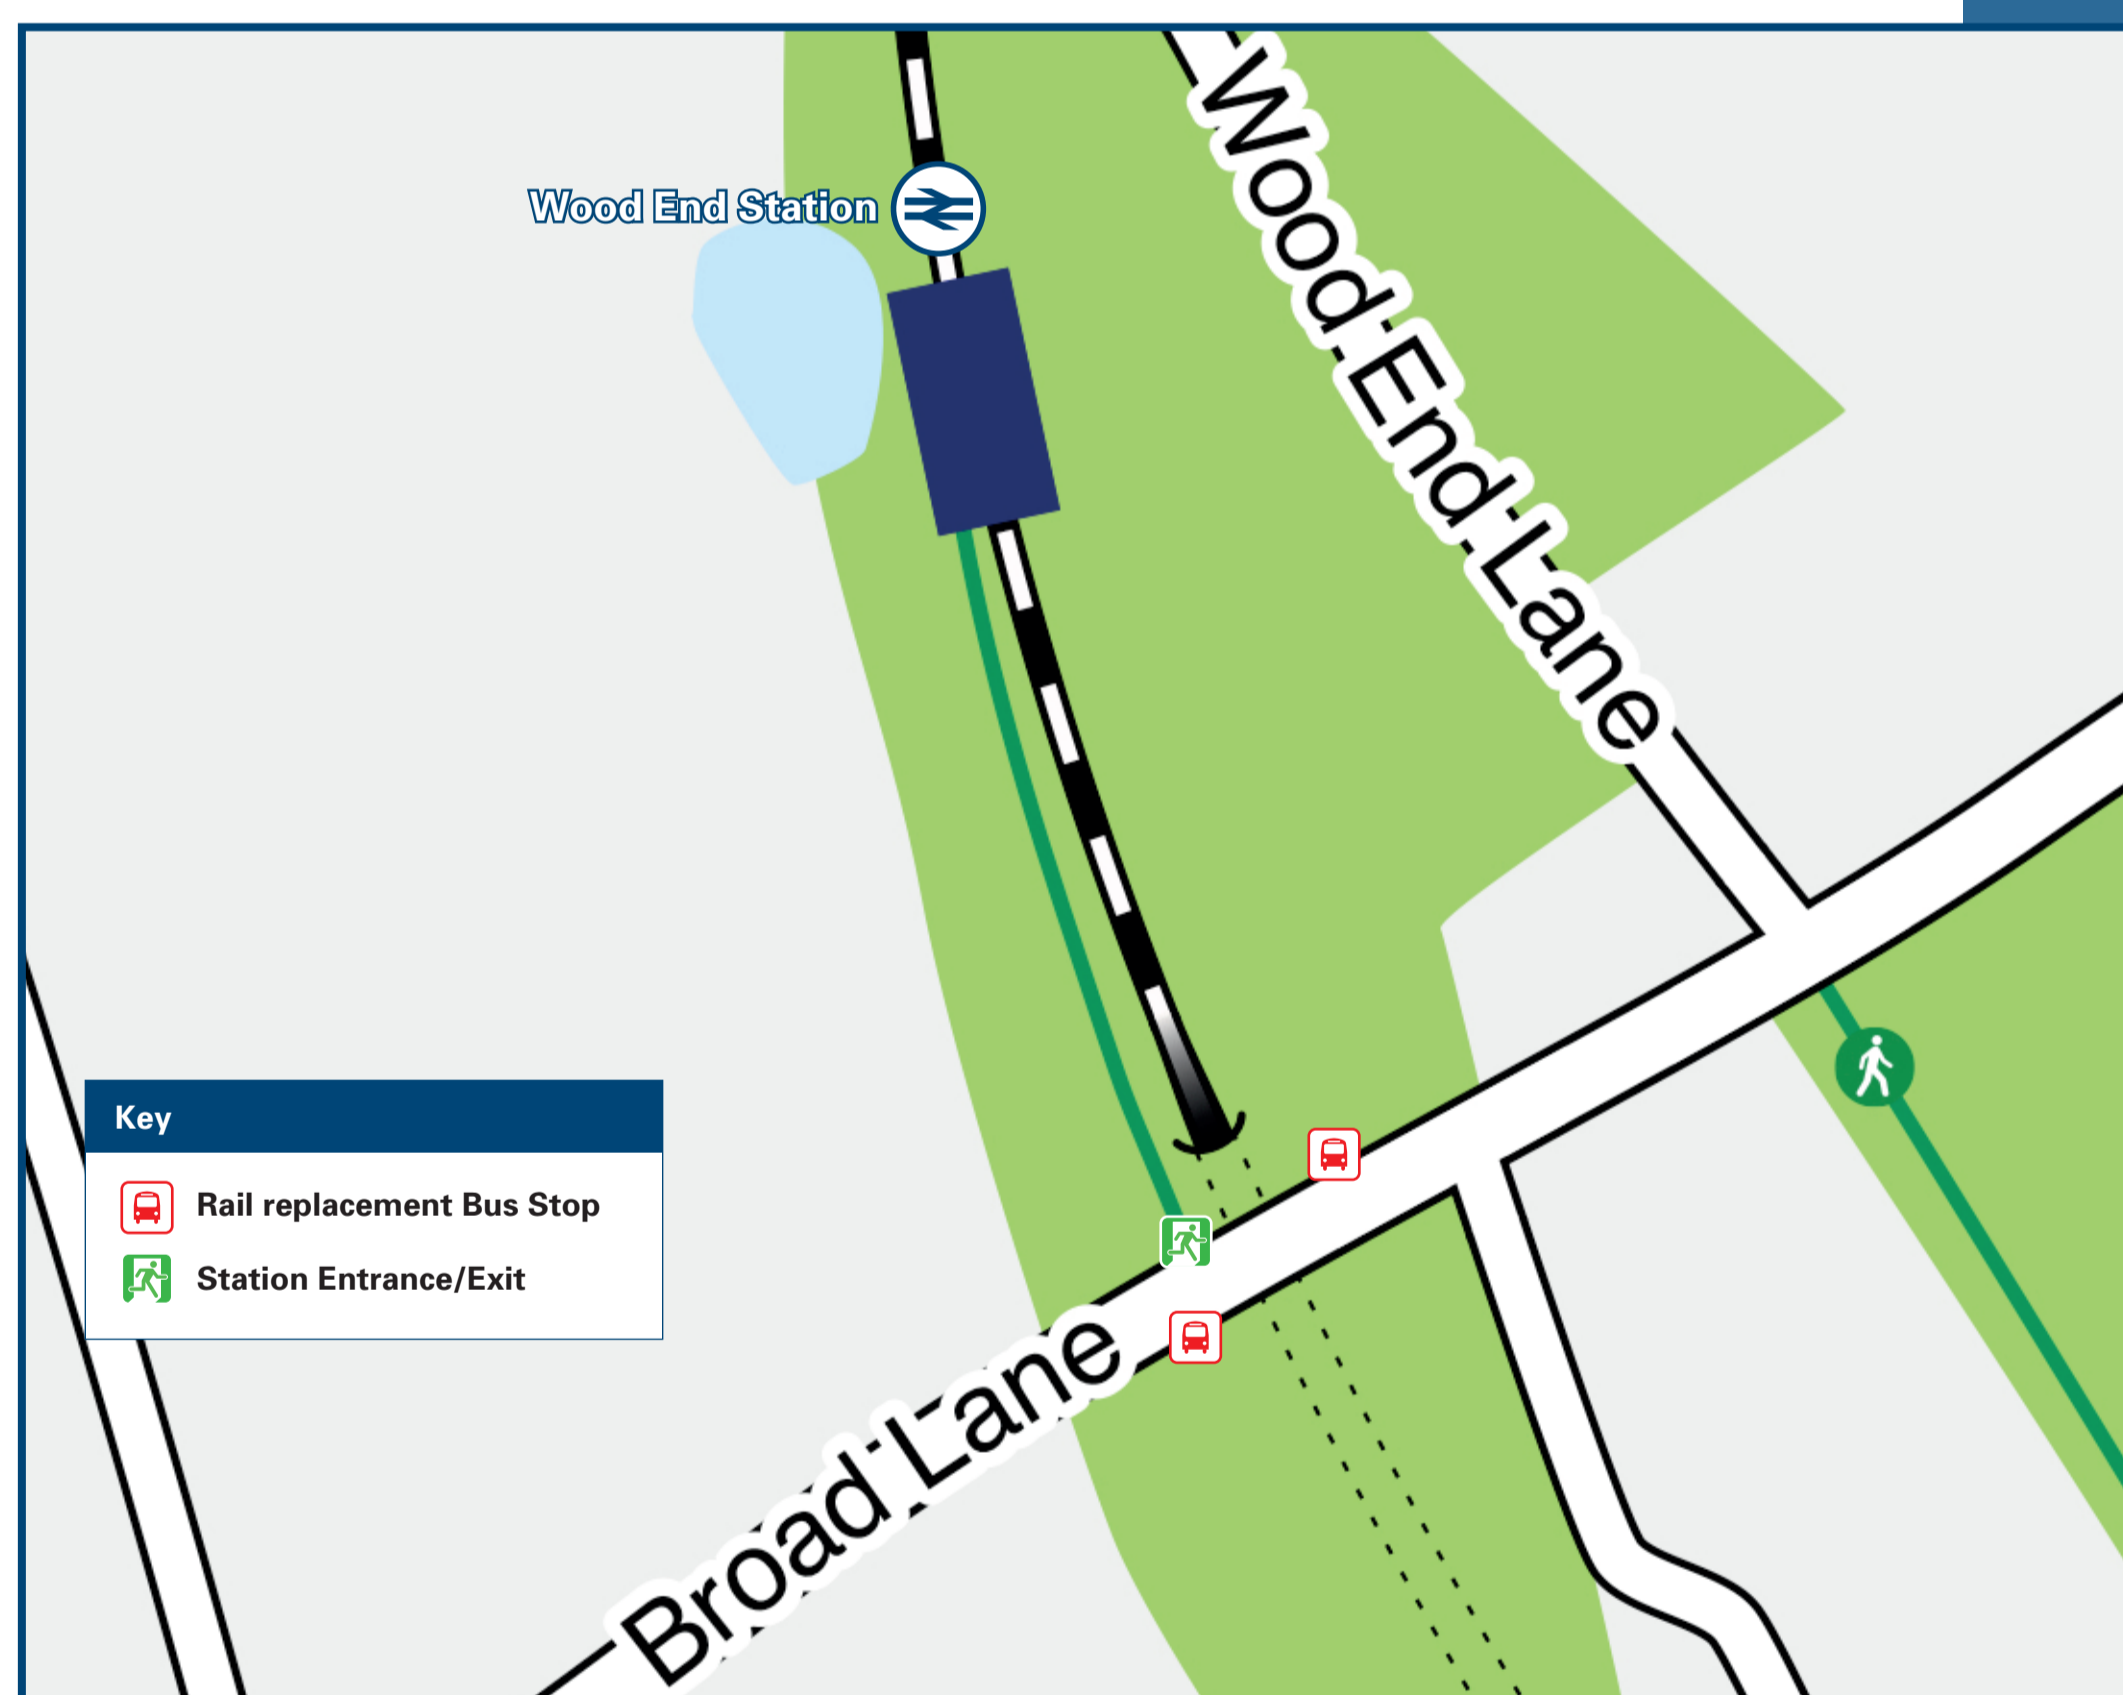 Wood End Lane
Wood End Station
Key
Rail replacement Bus Stop
Station Entrance/Exit
Broad Lane